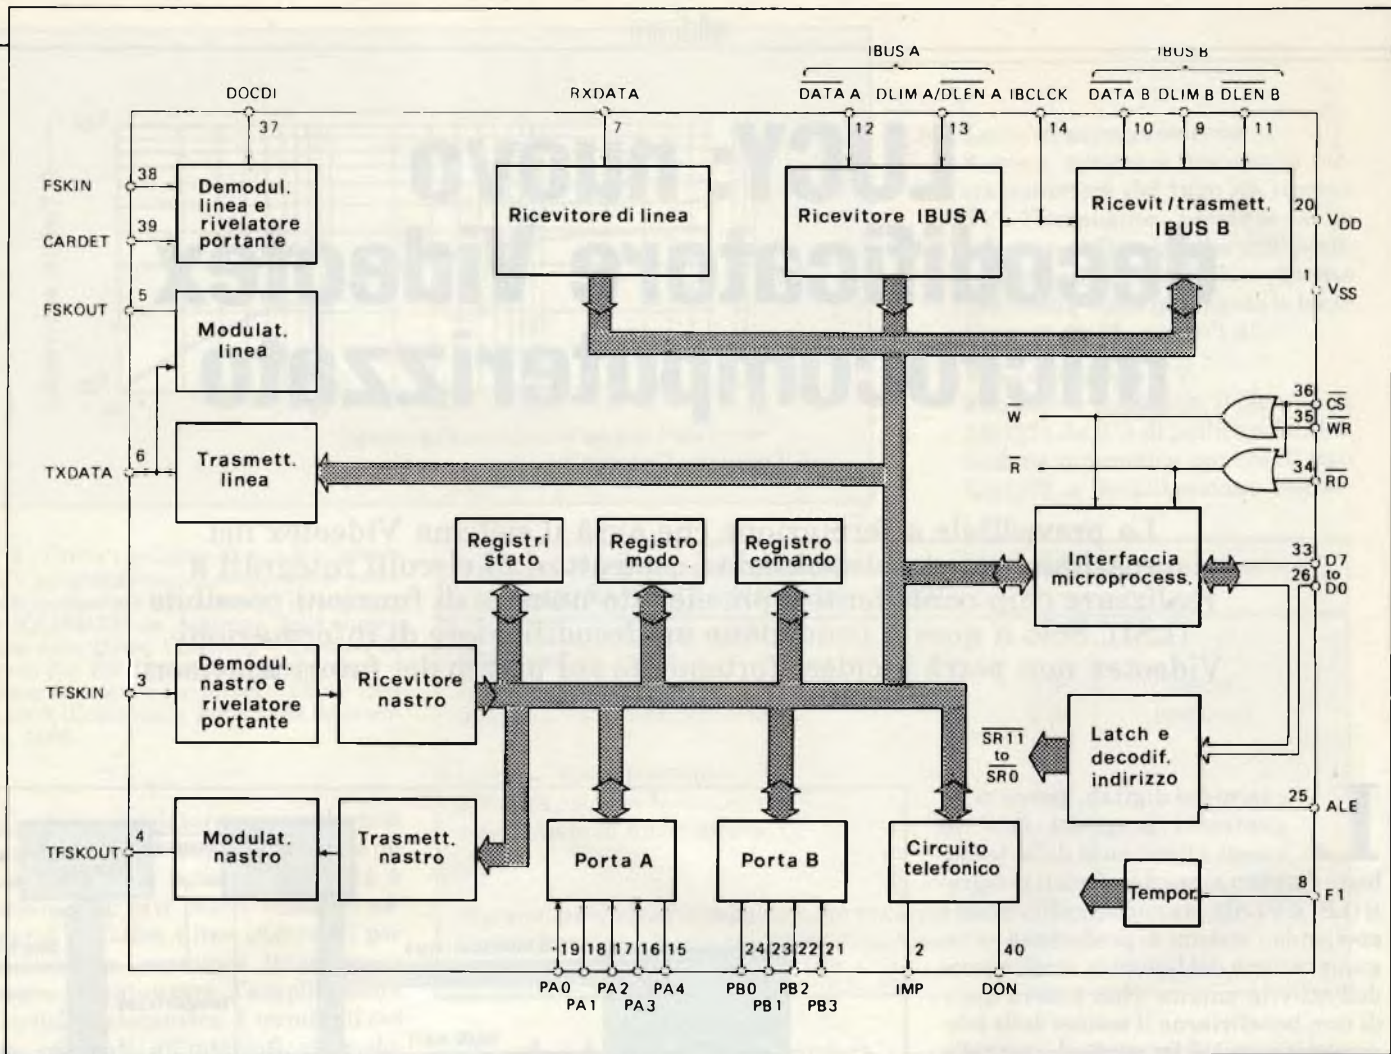 IBUS A
IBUS B
DOCDI
RXDATA
DATA A
DLIM A/DLEN A
IBCLCK
DATA B
DLIM B
DLEN B
37
7
12
13
14
10
9
11
FSKIN
38
CARDET
39
Demodul.
linea e
rivelatore
portante
Ricevitore di linea
Ricevitore IBUS A
Ricevit/trasmett.
IBUS B
20
VDD
1
VSS
FSKOUT
5
Modulat.
linea
W
R
36
CS
35
WR
34
RD
TXDATA
6
Trasmett.
linea
Registri
stato
Registro
modo
Registro
comando
Interfaccia
microprocess.
33
D7
to
26
D0
TFSKIN
3
Demodul.
nastro e
rivelatore
portante
Ricevitore
nastro
SR11
to
SR0
Latch e
decodif.
indirizzo
25
ALE
TFSKOUT
4
Modulat.
nastro
Trasmett.
nastro
Porta A
Porta B
Circuito
telefonico
Tempor.
8
F1
19
18
17
16
15
24
23
22
21
2
40
PA0
PA1
PA2
PA3
PA4
PB0
PB1
PB2
PB3
IMP
DON